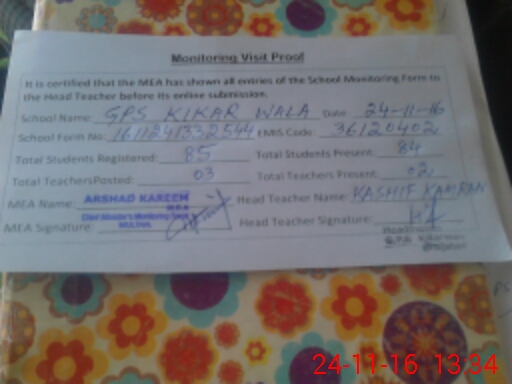 Monitoring Visit Proof
It is certified that the MEA has shown all entries of the School Monitoring Form to
the Head Teacher before its online submission.
School Name: GPS KIKAR WALA Date: 24-11-16
School Form No: EMIS Code: 36120402
Total Students Registered: 85 Total Students Present: 84
Total Teachers Posted: 03 Total Teachers Present: 02
MEA Name: ARSHAD KAREEM Head Teacher Name: KASHIF KAMRAN
M.E.A
Chief Minister's Monitoring
MEA Signature: MULTAN. Head Teacher Signature:
24-11-16 13:34